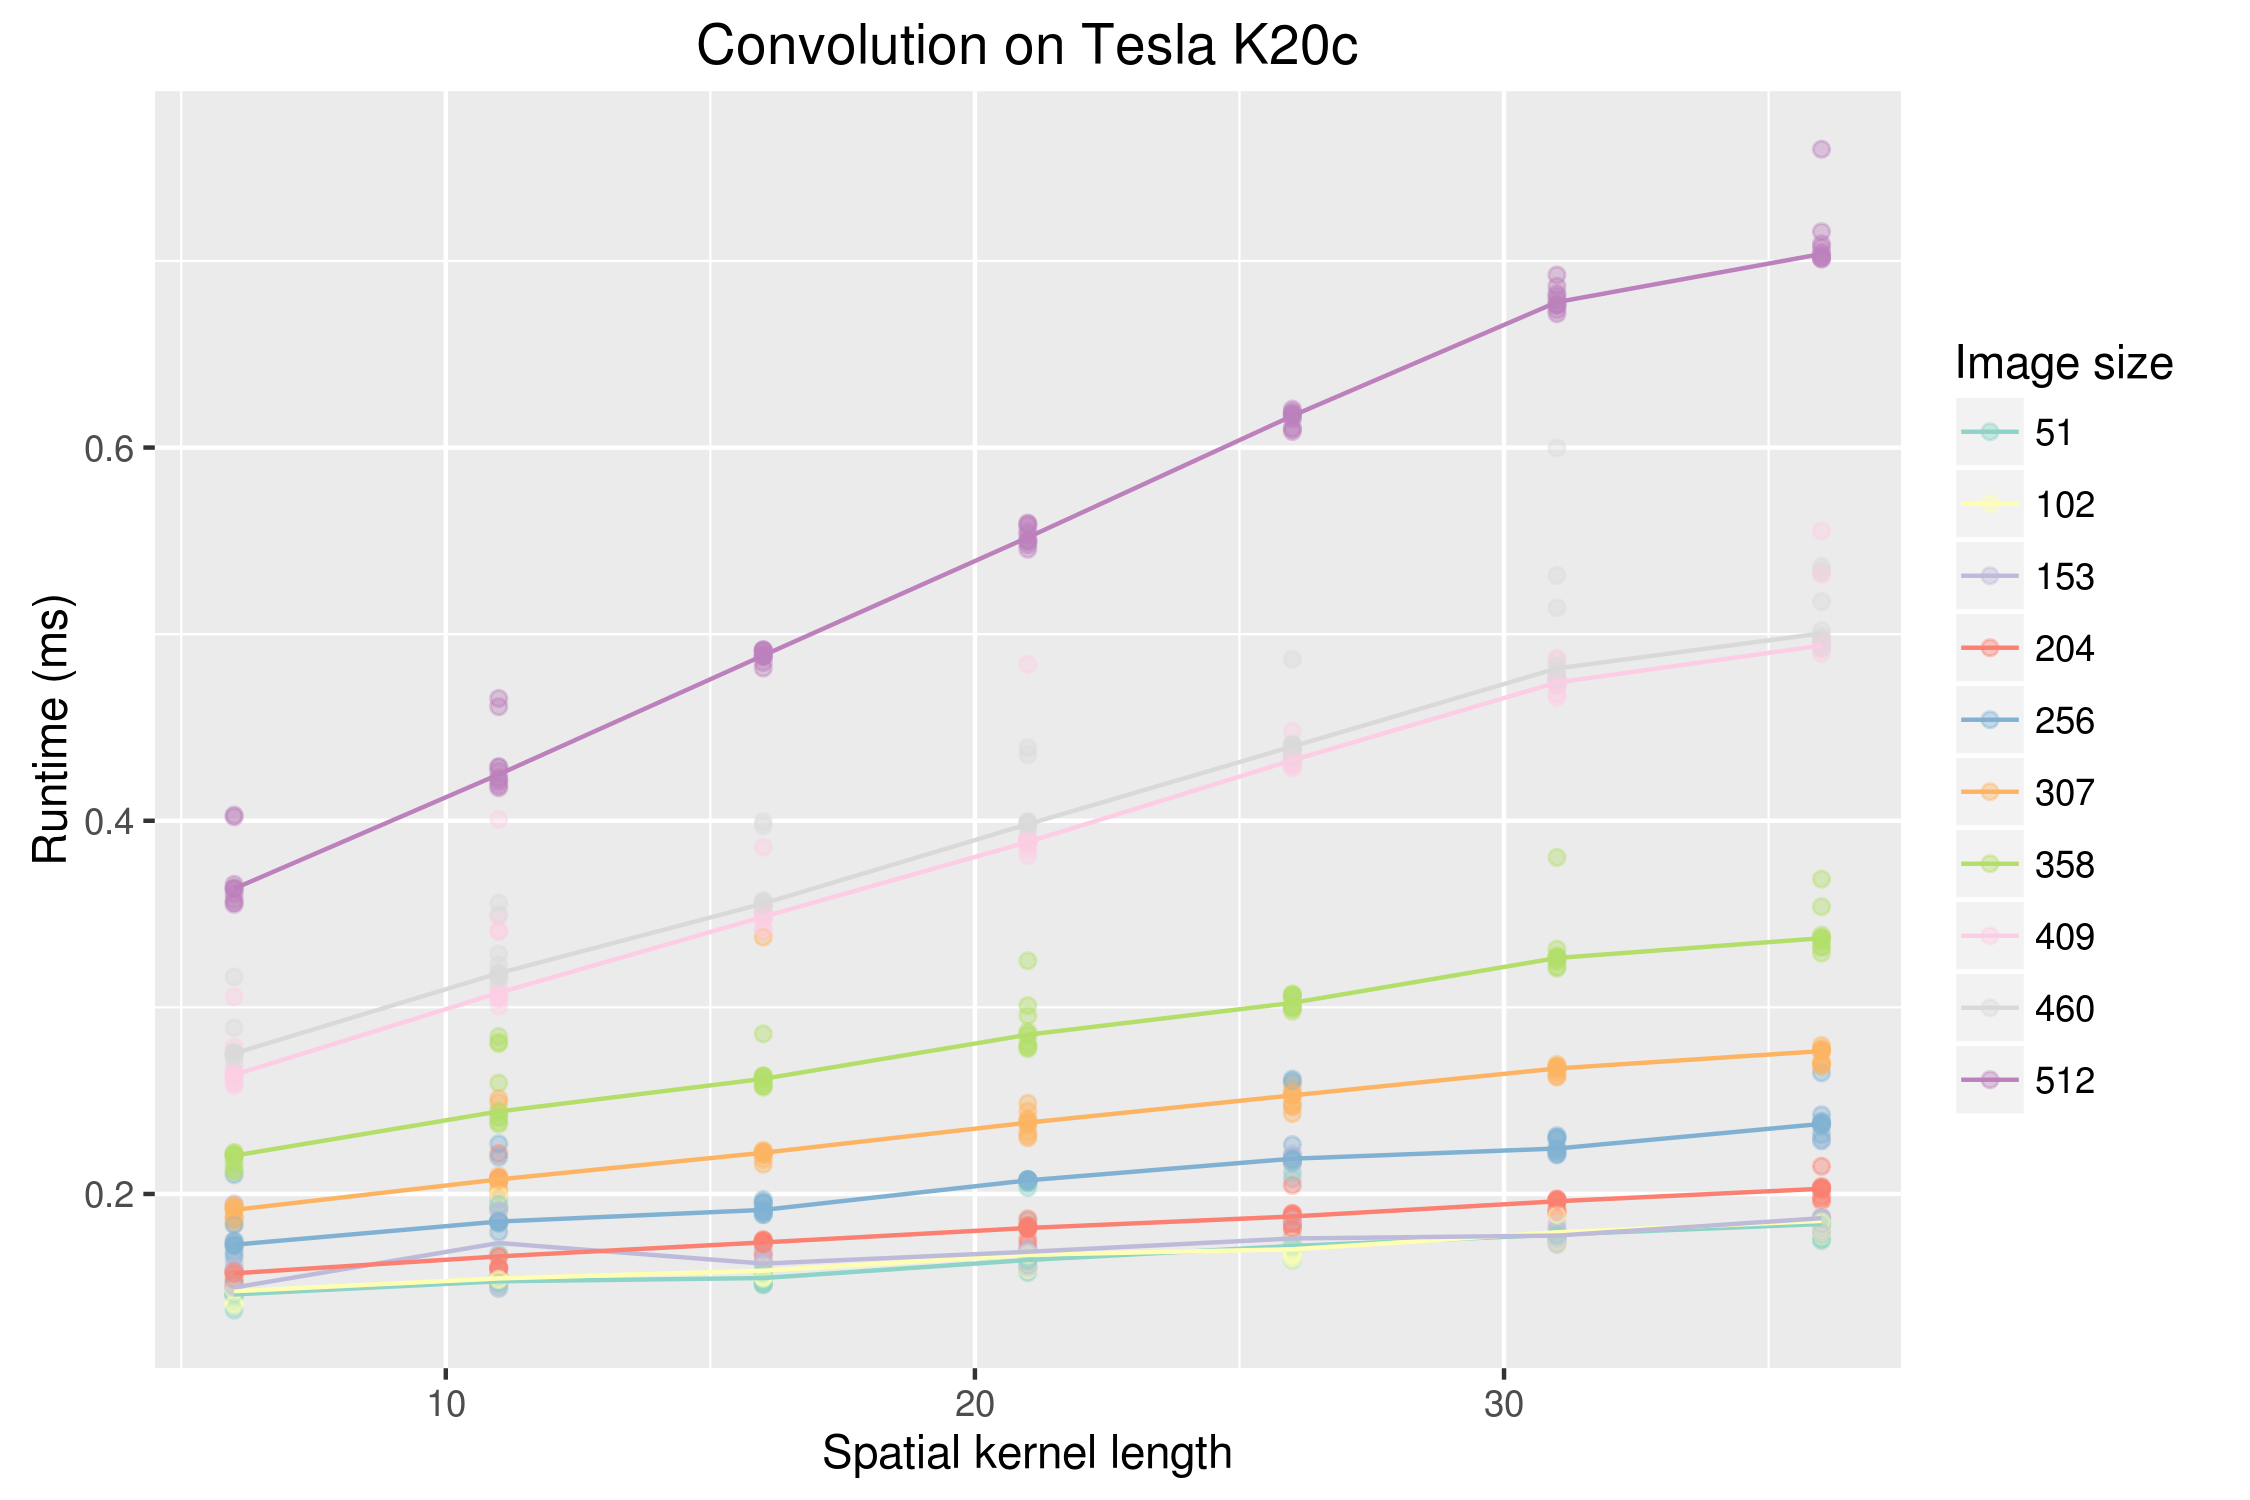 Convolution on Tesla K20c
Runtime (ms)
0.6
0.4
0.2
10 20 30
Spatial kernel length
Image size
51
102
153
204
256
307
358
409
460
512